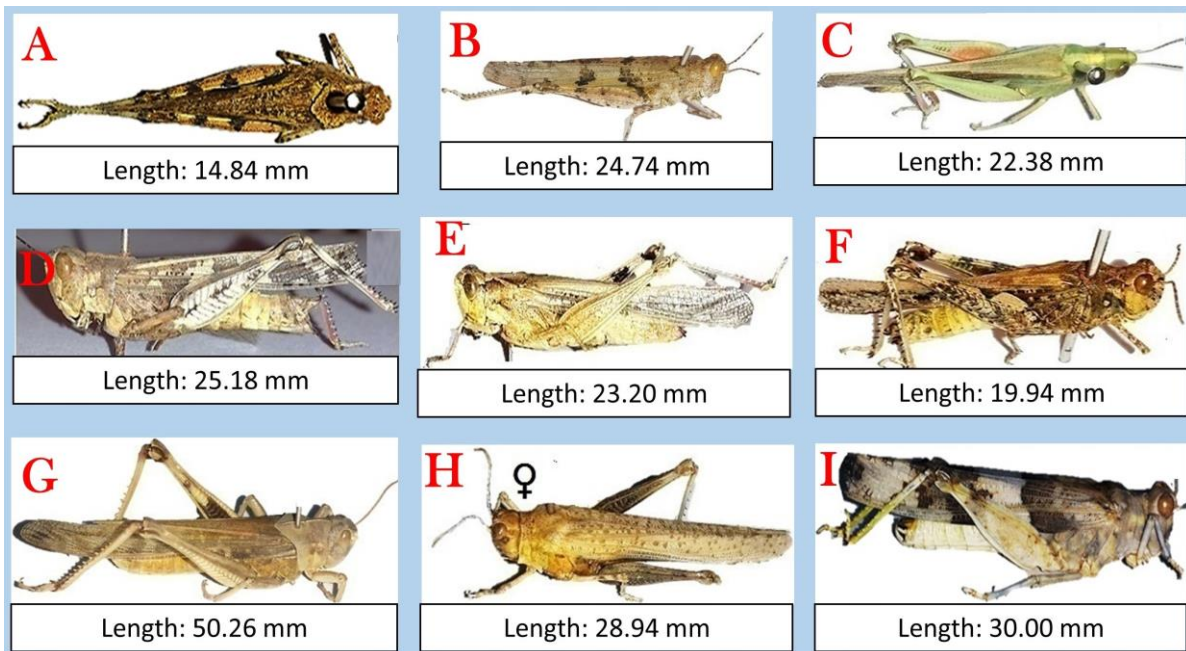 A
B
C
Length: 14.84 mm
Length: 24.74 mm
Length: 22.38 mm
D
E
F
Length: 25.18 mm
Length: 23.20 mm
Length: 19.94 mm
G
H ♀
I
Length: 50.26 mm
Length: 28.94 mm
Length: 30.00 mm